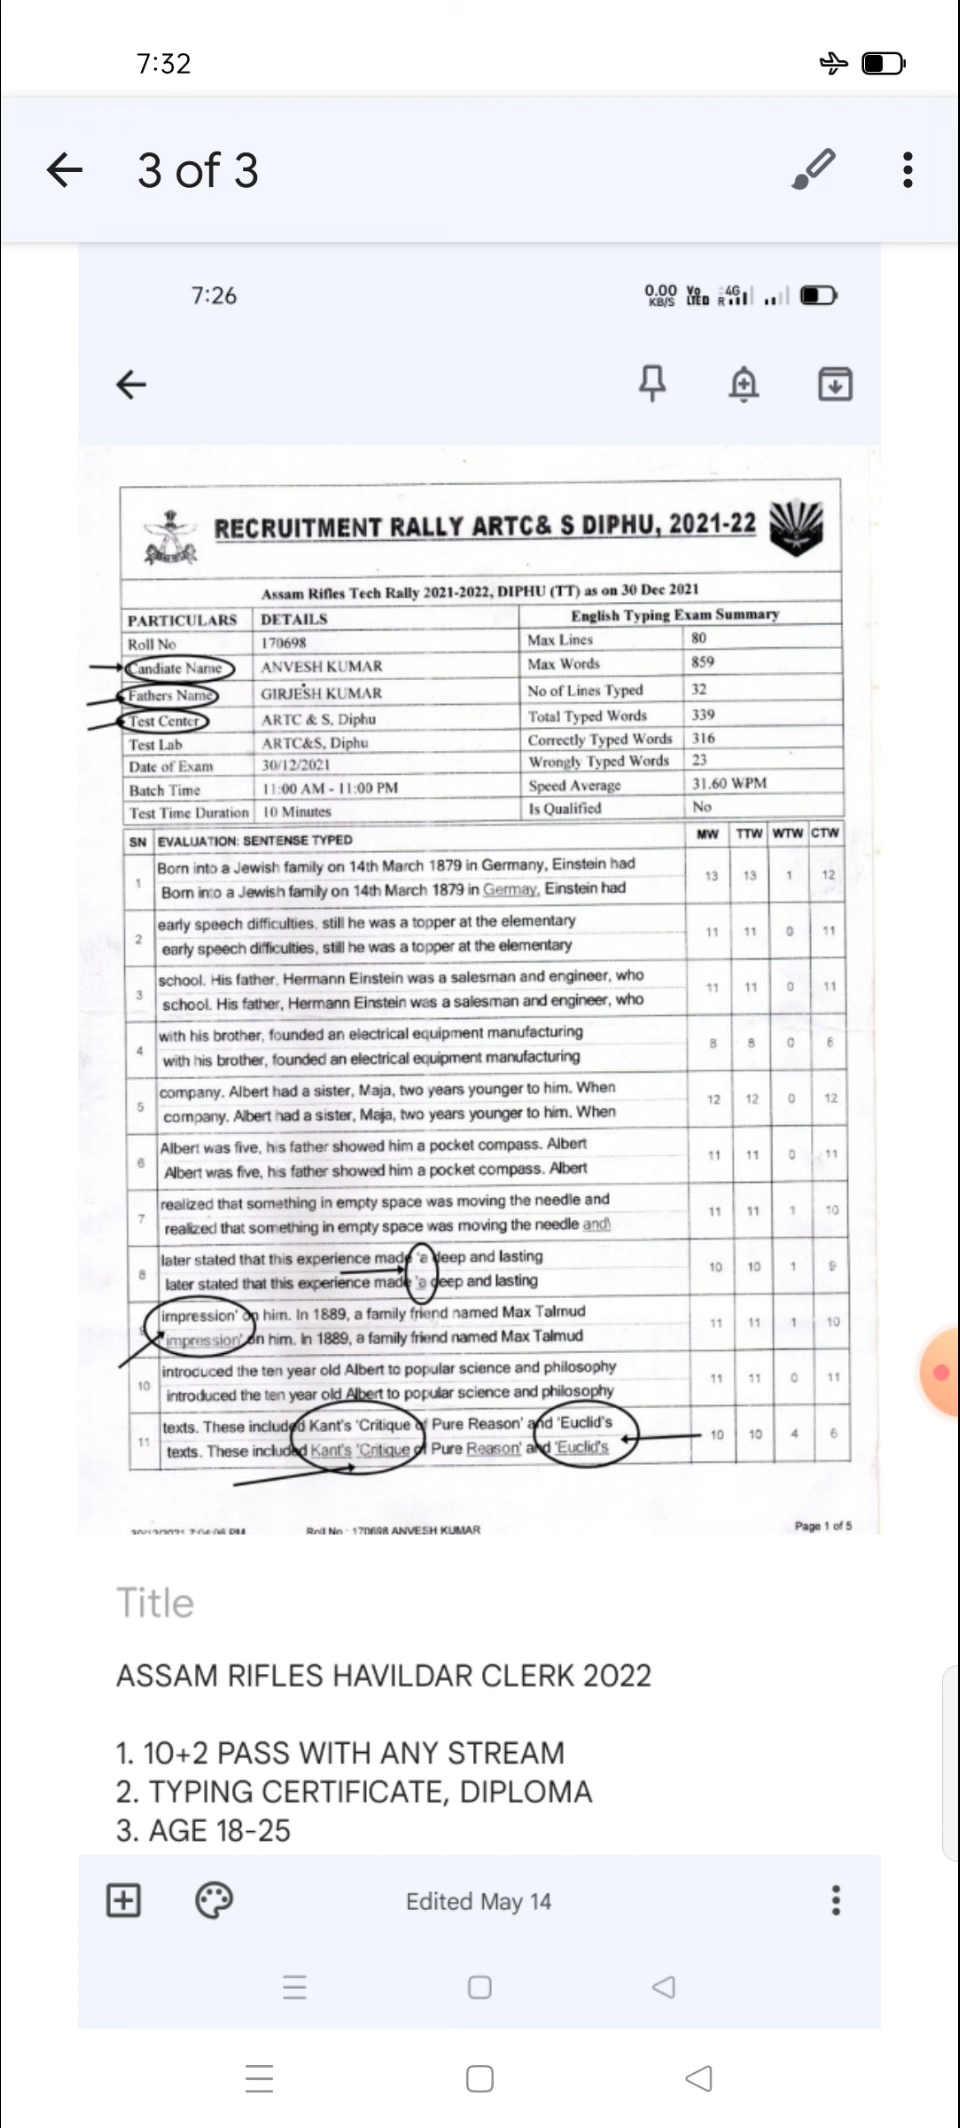 7:32
3 of 3
7:26
0.00 KB/S Vo LTED R 4G
RECRUITMENT RALLY ARTC& S DIPHU, 2021-22
Assam Rifles Tech Rally 2021-2022, DIPHU (TT) as on 30 Dec 2021
PARTICULARS DETAILS English Typing Exam Summary
Roll No 170698 Max Lines 80
Candiate Name ANVESH KUMAR Max Words 859
Fathers Name GIRJESH KUMAR No of Lines Typed 32
Test Center ARTC & S, Diphu Total Typed Words 339
Test Lab ARTC&S, Diphu Correctly Typed Words 316
Date of Exam 30/12/2021 Wrongly Typed Words 23
Batch Time 11:00 AM - 11:00 PM Speed Average 31.60 WPM
Test Time Duration 10 Minutes Is Qualified No
SN EVALUATION: SENTENSE TYPED MW TTW WTW CTW
Born into a Jewish family on 14th March 1879 in Germany, Einstein had
1 13 13 1 12
Born into a Jewish family on 14th March 1879 in Germay, Einstein had
early speech difficulties, still he was a topper at the elementary
2 11 11 0 11
early speech difficulties, still he was a topper at the elementary
school. His father, Hermann Einstein was a salesman and engineer, who
3 11 11 0 11
school. His father, Hermann Einstein was a salesman and engineer, who
with his brother, founded an electrical equipment manufacturing
4 8 8 0 8
with his brother, founded an electrical equipment manufacturing
company. Albert had a sister, Maja, two years younger to him. When
5 12 12 0 12
company. Albert had a sister, Maja, two years younger to him. When
Albert was five, his father showed him a pocket compass. Albert
6 11 11 0 11
Albert was five, his father showed him a pocket compass. Albert
realized that something in empty space was moving the needle and
7 11 11 1 10
realized that something in empty space was moving the needle and\
later stated that this experience made 'a deep and lasting
8 10 10 1 9
later stated that this experience made 'a deep and lasting
impression' on him. In 1889, a family friend named Max Talmud
9 11 11 1 10
impression' on him. In 1889, a family friend named Max Talmud
introduced the ten year old Albert to popular science and philosophy
10 11 11 0 11
introduced the ten year old Albert to popular science and philosophy
texts. These included Kant's 'Critique of Pure Reason' and 'Euclid's
11 10 10 4 6
texts. These included Kant's 'Critique of Pure Reason' and 'Euclid's
30/12/2021 7:04:06 PM Roll No : 170698 ANVESH KUMAR Page 1 of 5
Title
ASSAM RIFLES HAVILDAR CLERK 2022
1. 10+2 PASS WITH ANY STREAM
2. TYPING CERTIFICATE, DIPLOMA
3. AGE 18-25
Edited May 14